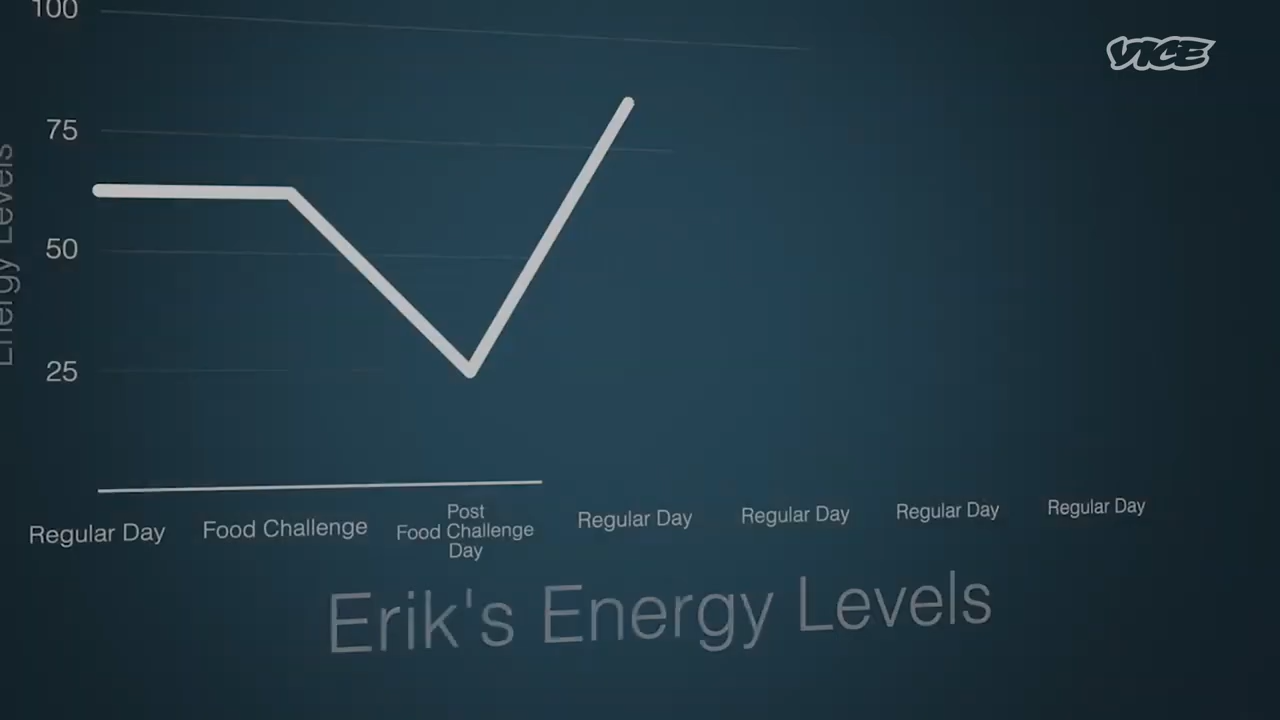 100
VICE
75
50
25
Energy Levels
Regular Day
Food Challenge
Post
Food Challenge
Day
Regular Day
Regular Day
Regular Day
Regular Day
Erik's Energy Levels